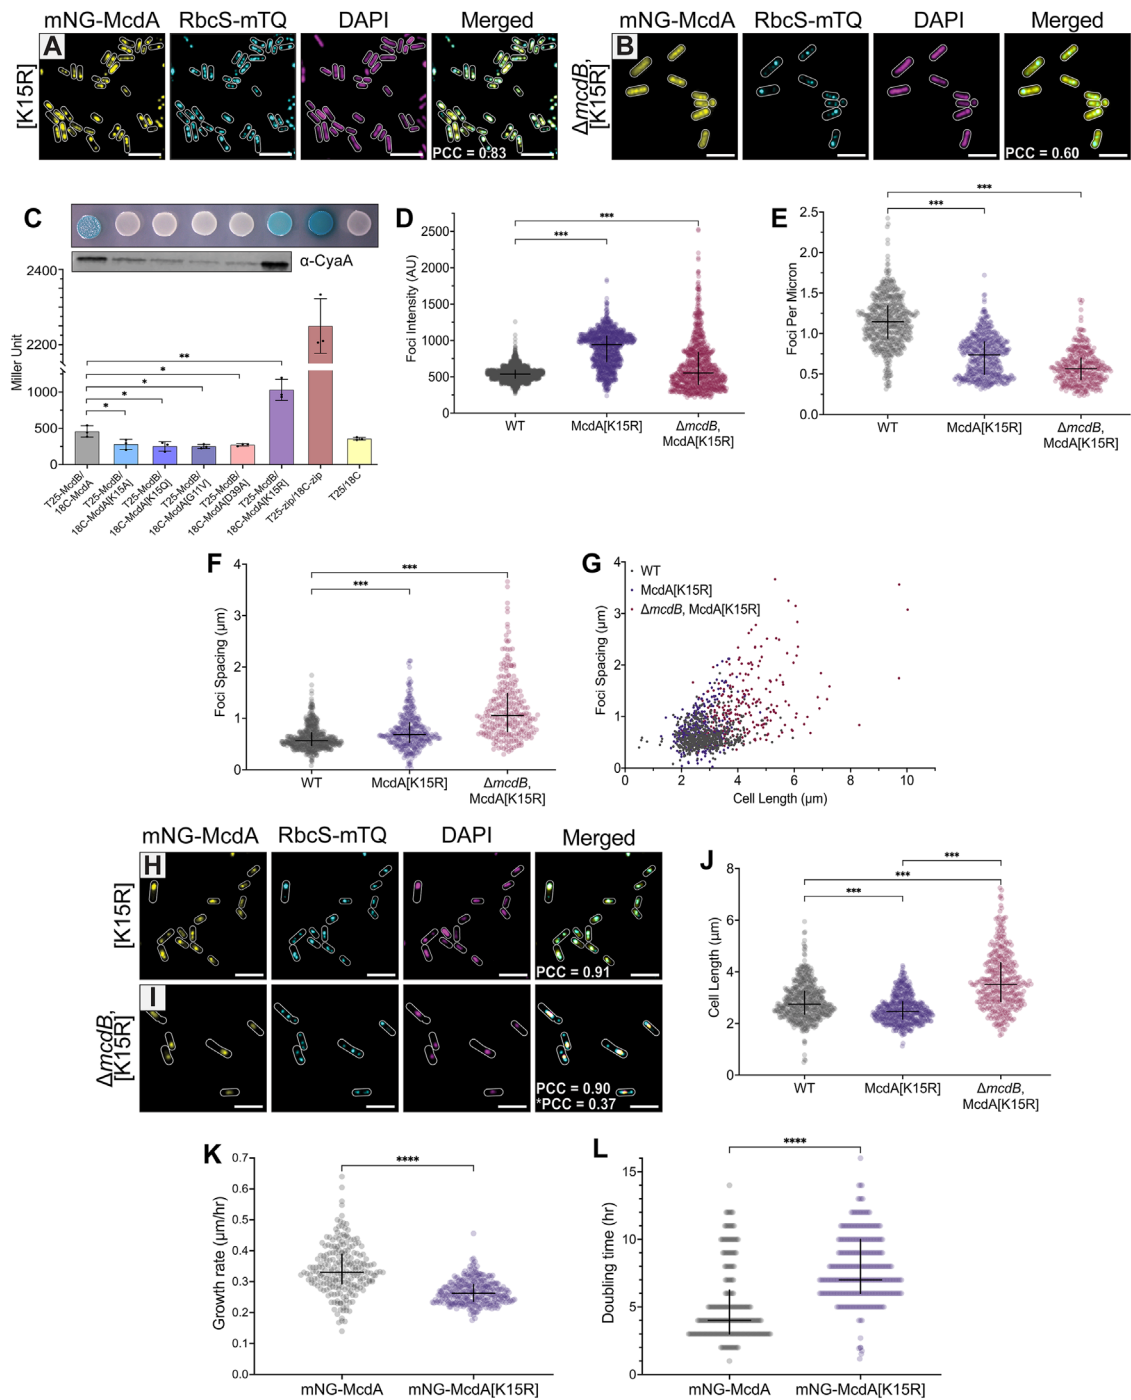 mNG-McdA RbcS-mTQ DAPI Merged
mNG-McdA RbcS-mTQ DAPI Merged
A
[K15R]
PCC = 0.83
B
ΔmcdB,
[K15R]
PCC = 0.60
C
α-CyaA
Miller Unit
2400
2200
1000
500
0
**
*
*
*
*
T25-McdB/
18C-McdA
T25-McdB/
18C-McdA[K15A]
T25-McdB/
18C-McdA[K15Q]
T25-McdB/
18C-McdA[G11V]
T25-McdB/
18C-McdA[D39A]
T25-McdB/
18C-McdA[K15R]
T25-zip/18C-zip
T25/18C
D
Foci Intensity (AU)
2500
2000
1500
1000
500
0
***
***
WT
McdA[K15R]
ΔmcdB,
McdA[K15R]
E
Foci Per Micron
2.5
2.0
1.5
1.0
0.5
0.0
***
***
WT
McdA[K15R]
ΔmcdB,
McdA[K15R]
F
Foci Spacing (μm)
4
3
2
1
0
***
***
WT
McdA[K15R]
ΔmcdB,
McdA[K15R]
G
Foci Spacing (μm)
4
3
2
1
0
WT
McdA[K15R]
ΔmcdB, McdA[K15R]
0 2 4 6 8 10
Cell Length (μm)
mNG-McdA RbcS-mTQ DAPI Merged
H
[K15R]
PCC = 0.91
I
ΔmcdB,
[K15R]
PCC = 0.90
*PCC = 0.37
J
Cell Length (μm)
8
6
4
2
0
***
***
***
WT
McdA[K15R]
ΔmcdB,
McdA[K15R]
K
Growth rate (μm/hr)
0.7
0.6
0.5
0.4
0.3
0.2
0.1
0.0
****
mNG-McdA
mNG-McdA[K15R]
L
Doubling time (hr)
15
10
5
0
****
mNG-McdA
mNG-McdA[K15R]